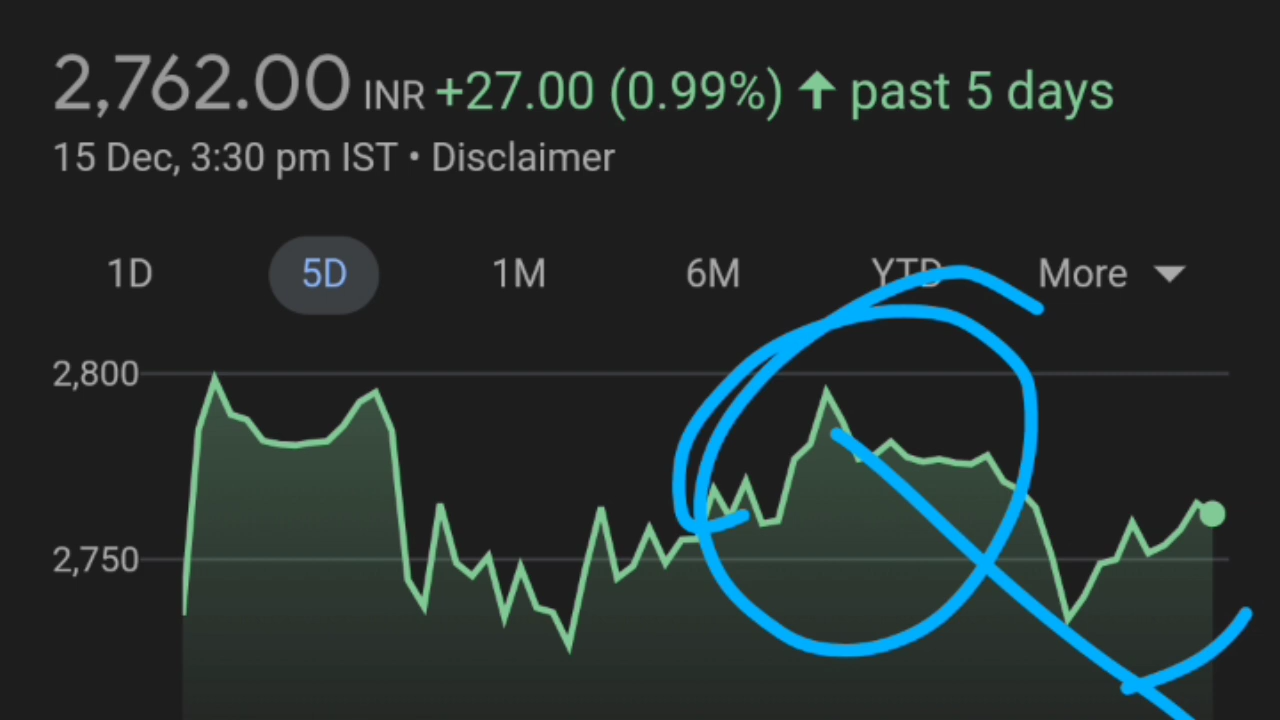 2,762.00 INR +27.00 (0.99%) ↑ past 5 days
15 Dec, 3:30 pm IST • Disclaimer
1D 5D 1M 6M YTD More
2,800
2,750